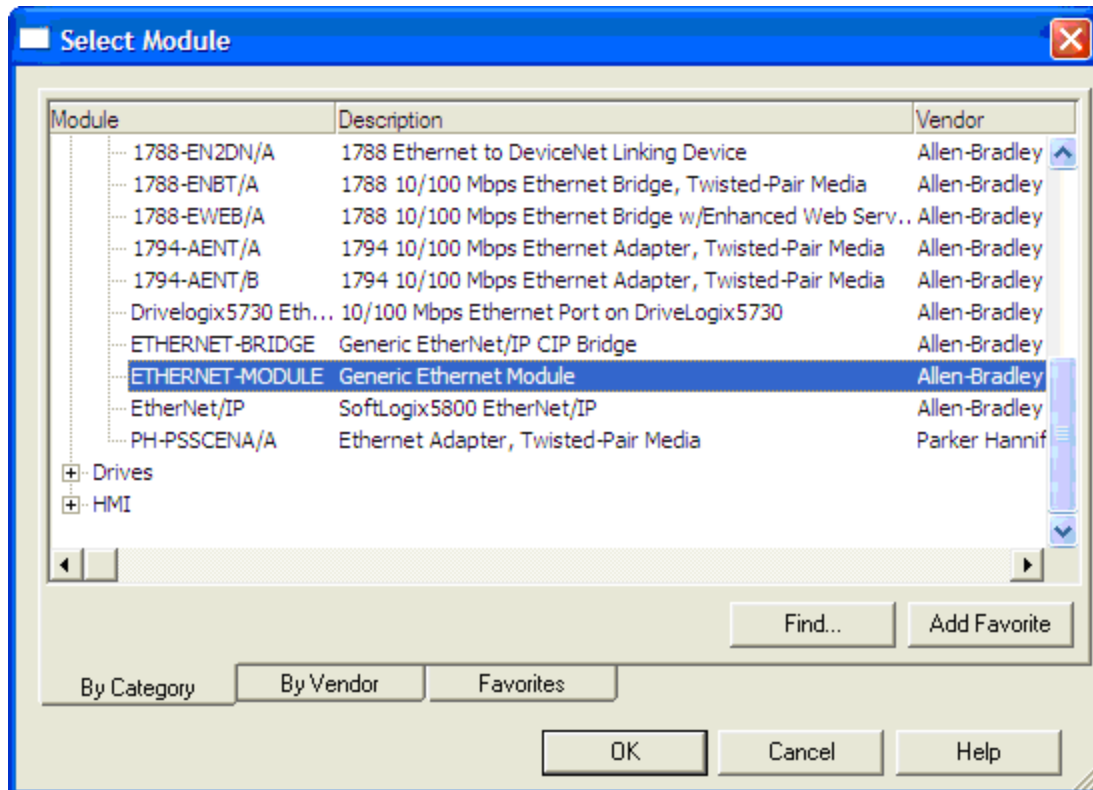 Select Module
Module Description Vendor
1788-EN2DN/A 1788 Ethernet to DeviceNet Linking Device Allen-Bradley
1788-ENBT/A 1788 10/100 Mbps Ethernet Bridge, Twisted-Pair Media Allen-Bradley
1788-EWEB/A 1788 10/100 Mbps Ethernet Bridge w/Enhanced Web Serv... Allen-Bradley
1794-AENT/A 1794 10/100 Mbps Ethernet Adapter, Twisted-Pair Media Allen-Bradley
1794-AENT/B 1794 10/100 Mbps Ethernet Adapter, Twisted-Pair Media Allen-Bradley
Drivelogix5730 Eth... 10/100 Mbps Ethernet Port on DriveLogix5730 Allen-Bradley
ETHERNET-BRIDGE Generic EtherNet/IP CIP Bridge Allen-Bradley
ETHERNET-MODULE Generic Ethernet Module Allen-Bradley
EtherNet/IP SoftLogix5800 EtherNet/IP Allen-Bradley
PH-PSSCENA/A Ethernet Adapter, Twisted-Pair Media Parker Hannif
Drives
HMI
Find... Add Favorite
By Category By Vendor Favorites
OK Cancel Help